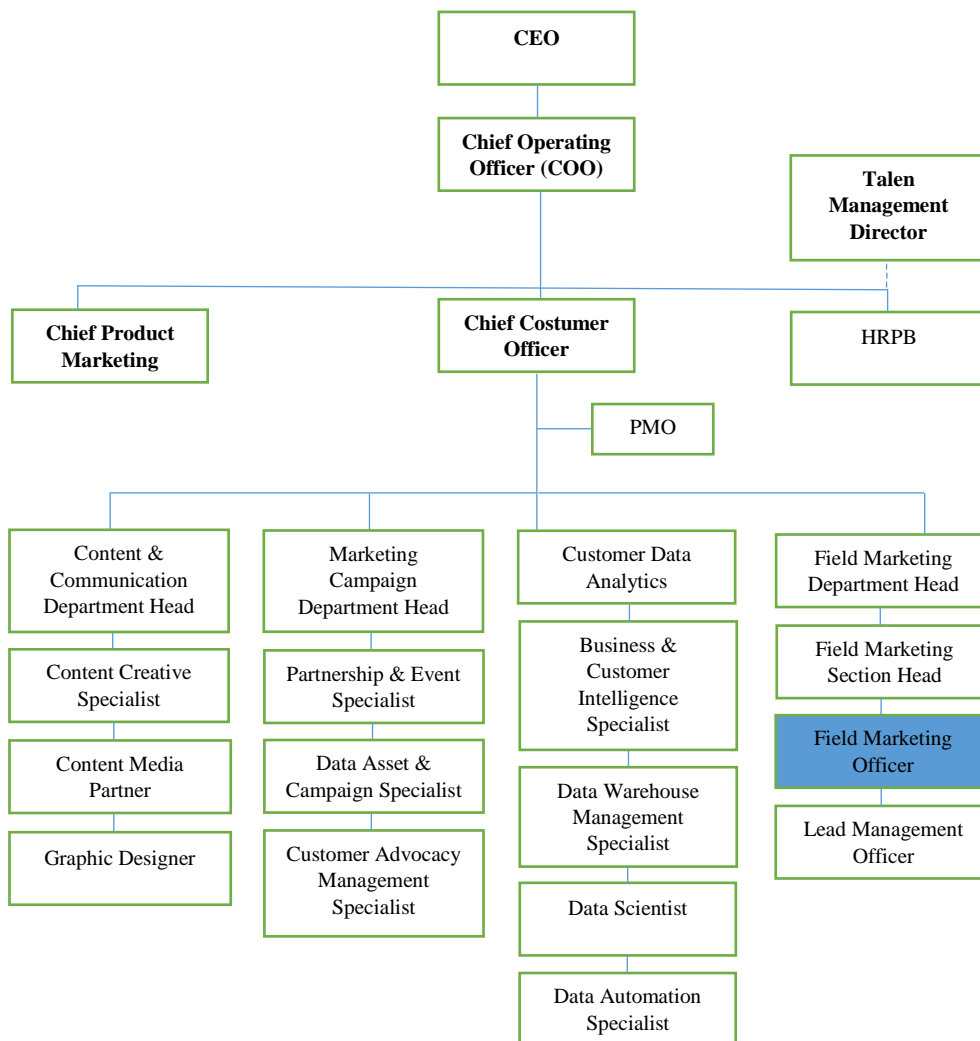 CEO
Chief Operating
Officer (COO)
Talen
Management
Director
Chief Product
Marketing
Chief Costumer
Officer
HRPB
PMO
Content &
Communication
Department Head
Marketing
Campaign
Department Head
Customer Data
Analytics
Field Marketing
Department Head
Content Creative
Specialist
Partnership & Event
Specialist
Business &
Customer
Intelligence
Specialist
Field Marketing
Section Head
Content Media
Partner
Data Asset &
Campaign Specialist
Data Warehouse
Management
Specialist
Field Marketing
Officer
Graphic Designer
Customer Advocacy
Management
Specialist
Data Scientist
Lead Management
Officer
Data Automation
Specialist